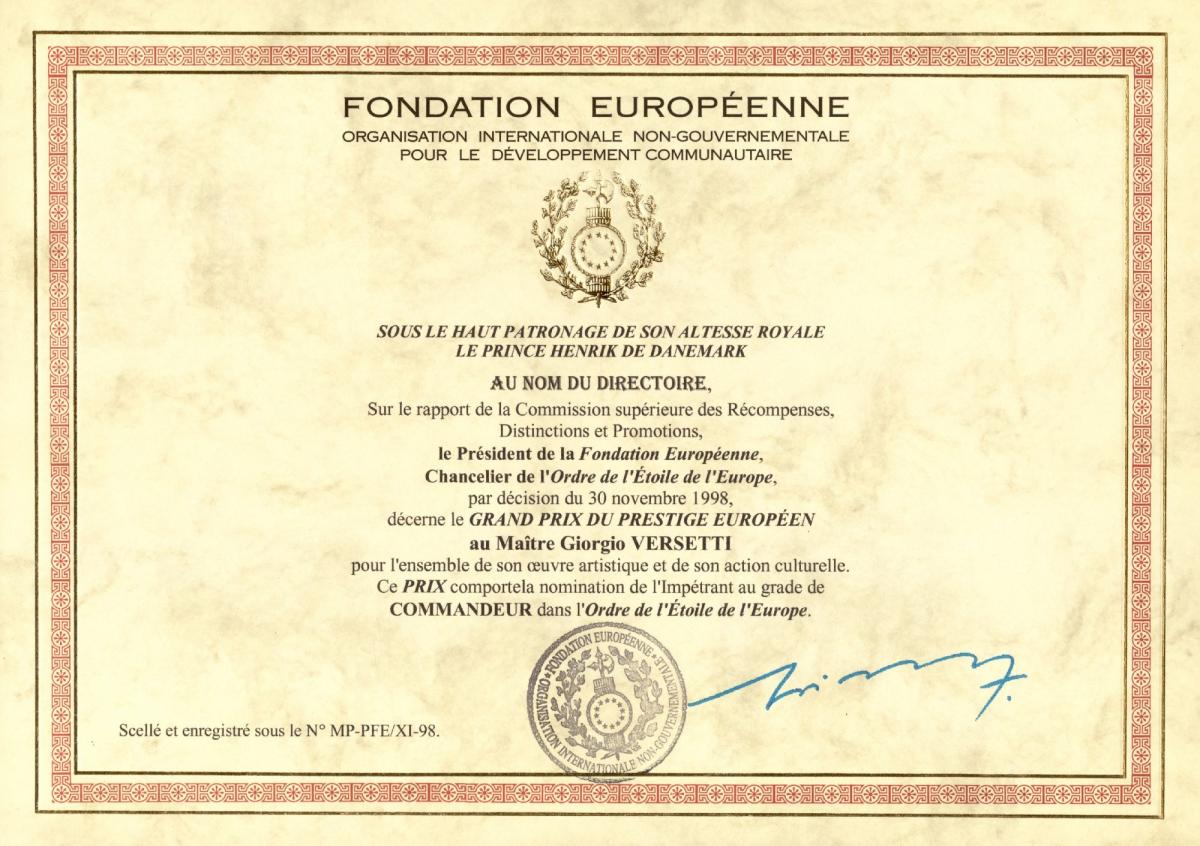 FONDATION EUROPÉENNE
ORGANISATION INTERNATIONALE NON-GOUVERNEMENTALE
POUR LE DÉVELOPPEMENT COMMUNAUTAIRE
SOUS LE HAUT PATRONAGE DE SON ALTESSE ROYALE
LE PRINCE HENRIK DE DANEMARK
AU NOM DU DIRECTOIRE,
Sur le rapport de la Commission supérieure des Récompenses,
Distinctions et Promotions,
le Président de la Fondation Européenne,
Chancelier de l'Ordre de l'Étoile de l'Europe,
par décision du 30 novembre 1998,
décerne le GRAND PRIX DU PRESTIGE EUROPÉEN
au Maître Giorgio VERSETTI
pour l'ensemble de son œuvre artistique et de son action culturelle.
Ce PRIX comportela nomination de l'Impétrant au grade de
COMMANDEUR dans l'Ordre de l'Étoile de l'Europe.
FONDATION EUROPÉENNE
ORGANISATION INTERNATIONALE NON-GOUVERNEMENTALE
Scellé et enregistré sous le N° MP-PFE/XI-98.